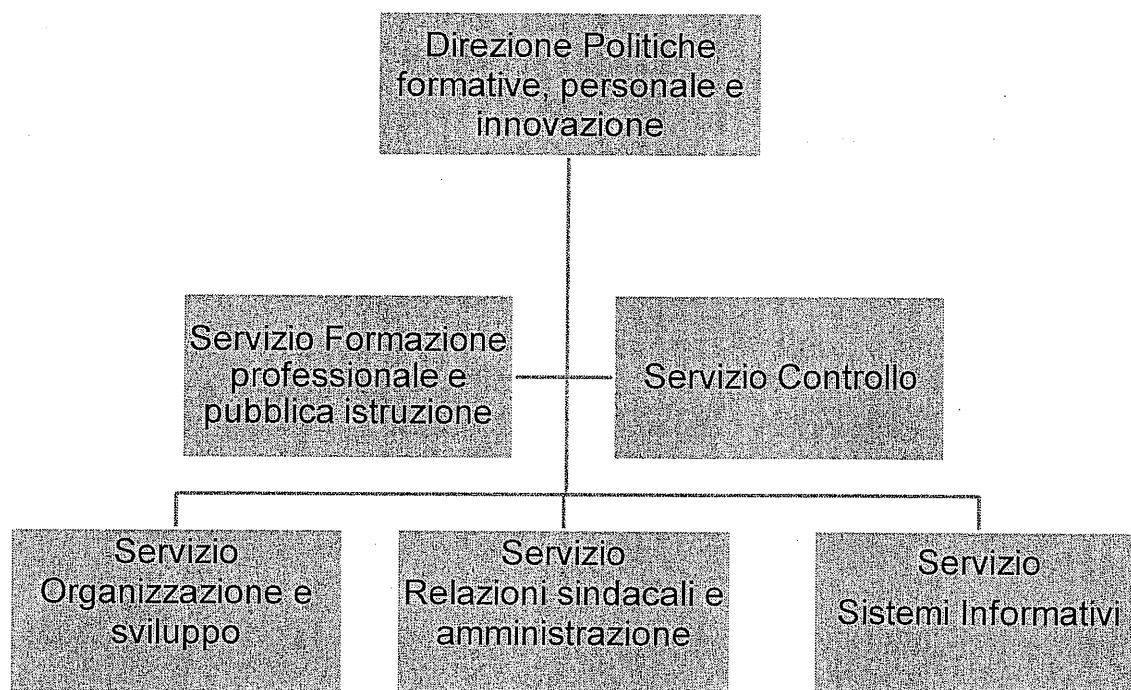 Direzione Politiche
formative, personale e
innovazione
Servizio Formazione
professionale e
pubblica istruzione
Servizio Controllo
Servizio
Organizzazione e
sviluppo
Servizio
Relazioni sindacali e
amministrazione
Servizio
Sistemi Informativi